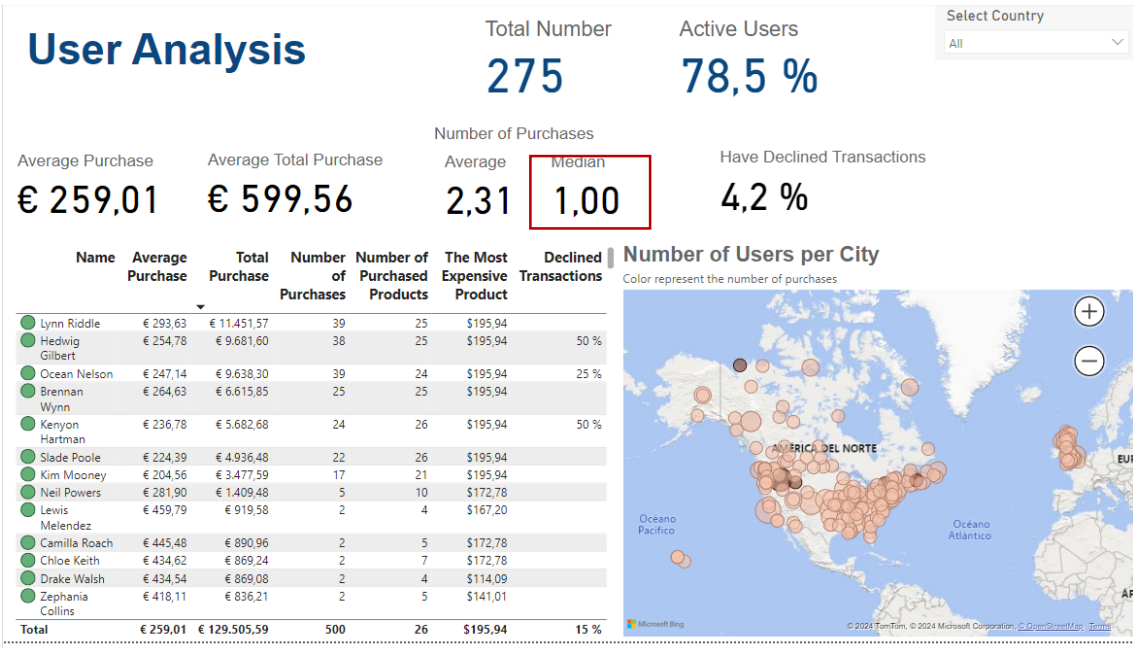 User Analysis
Total Number
275
Active Users
78,5 %
Select Country
All
Average Purchase
€ 259,01
Average Total Purchase
€ 599,56
Number of Purchases
Average
2,31
Median
1,00
Have Declined Transactions
4,2 %
Name Average Purchase Total Purchase Number of Purchases Number of Purchased Products The Most Expensive Product Declined Transactions
Lynn Riddle € 293,63 € 11.451,57 39 25 $195,94
Hedwig Gilbert € 254,78 € 9.681,60 38 25 $195,94 50 %
Ocean Nelson € 247,14 € 9.638,30 39 24 $195,94 25 %
Brennan Wynn € 264,63 € 6.615,85 25 25 $195,94
Kenyon Hartman € 236,78 € 5.682,68 24 26 $195,94 50 %
Slade Poole € 224,39 € 4.936,48 22 26 $195,94
Kim Mooney € 204,56 € 3.477,59 17 21 $195,94
Neil Powers € 281,90 € 1.409,48 5 10 $172,78
Lewis Melendez € 459,79 € 919,58 2 4 $167,20
Camilla Roach € 445,48 € 890,96 2 5 $172,78
Chloe Keith € 434,62 € 869,24 2 7 $172,78
Drake Walsh € 434,54 € 869,08 2 4 $114,09
Zephania Collins € 418,11 € 836,21 2 5 $141,01
Total € 259,01 € 129.505,59 500 26 $195,94 15 %
Number of Users per City
Color represent the number of purchases
AMÉRICA DEL NORTE
EUR
Océano Pacífico
Océano Atlántico
ÁF
Microsoft Bing
© 2024 TomTom, © 2024 Microsoft Corporation, © OpenStreetMap Terms